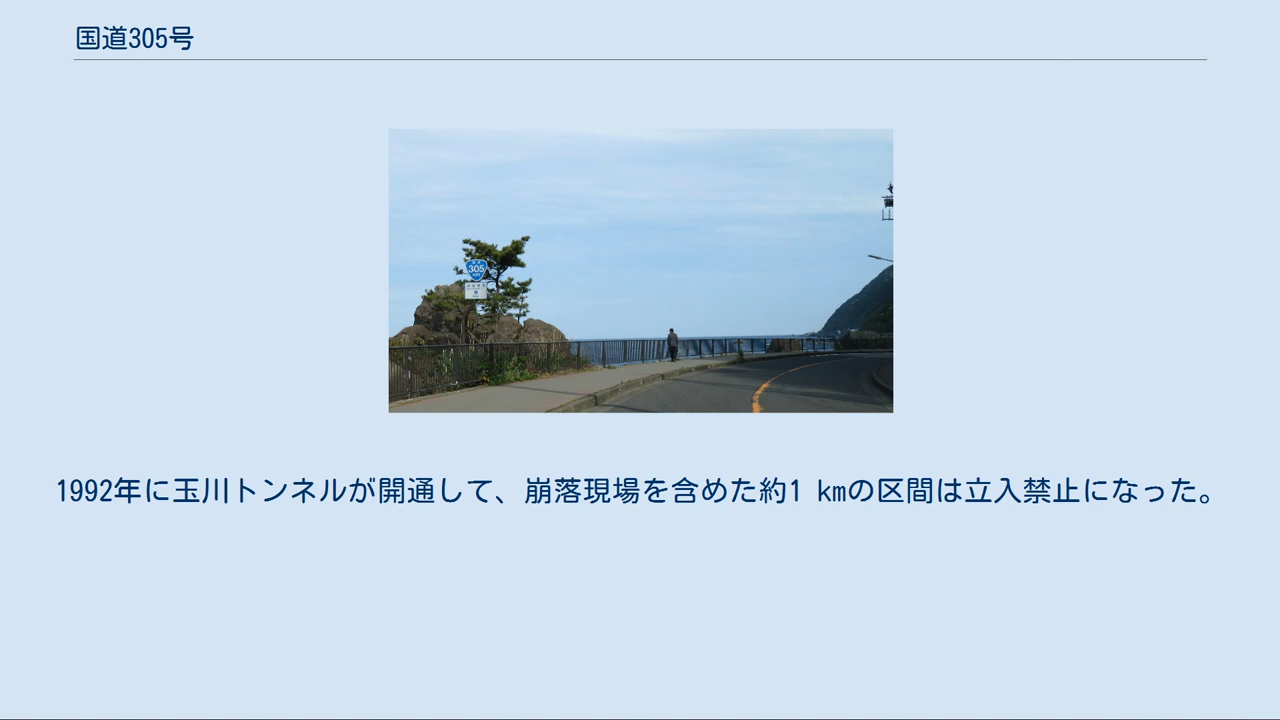 国道305号
305
1992年に玉川トンネルが開通して、崩落現場を含めた約1 kmの区間は立入禁止になった。